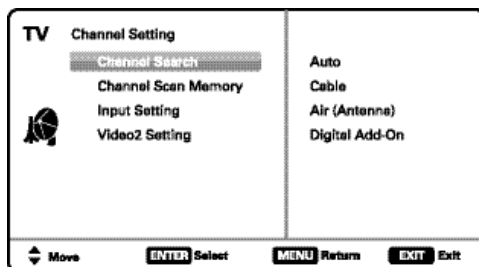 TV Channel Setting
Channel Search Auto
Channel Scan Memory Cable
Input Setting Air (Antenna)
Video2 Setting Digital Add-On
Move ENTER Select MENU Return EXIT Exit